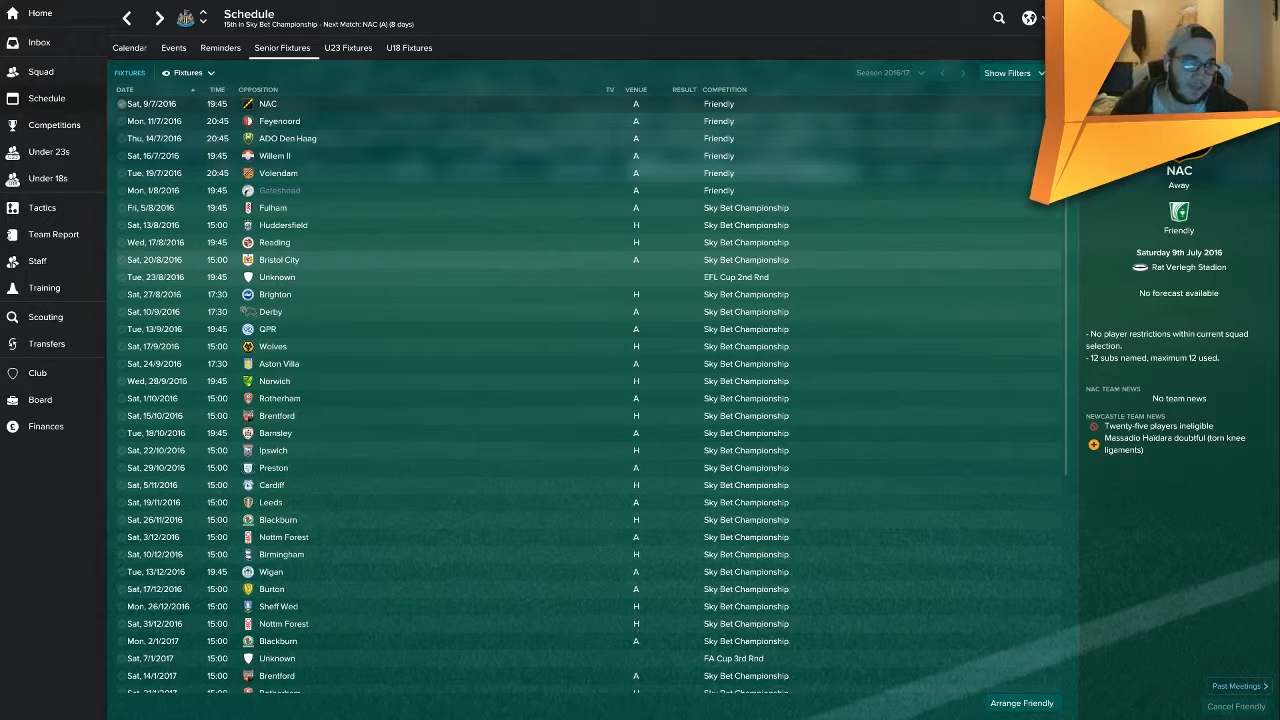 Home
Inbox
Squad
Schedule
Competitions
Under 23s
Under 18s
Tactics
Team Report
Staff
Training
Scouting
Transfers
Club
Board
Finances
Schedule
15th in Sky Bet Championship - Next Match: NAC (A) (8 days)
Calendar Events Reminders Senior Fixtures U23 Fixtures U18 Fixtures
FIXTURES Fixtures Season 2016/17 Show Filters
DATE TIME OPPOSITION TV VENUE RESULT COMPETITION
Sat, 9/7/2016 19:45 NAC A Friendly
Mon, 11/7/2016 20:45 Feyenoord A Friendly
Thu, 14/7/2016 20:45 ADO Den Haag A Friendly
Sat, 16/7/2016 19:45 Willem II A Friendly
Tue, 19/7/2016 20:45 Volendam A Friendly
Mon, 1/8/2016 19:45 Gateshead A Friendly
Fri, 5/8/2016 19:45 Fulham A Sky Bet Championship
Sat, 13/8/2016 15:00 Huddersfield H Sky Bet Championship
Wed, 17/8/2016 19:45 Reading H Sky Bet Championship
Sat, 20/8/2016 15:00 Bristol City A Sky Bet Championship
Tue, 23/8/2016 19:45 Unknown EFL Cup 2nd Rnd
Sat, 27/8/2016 17:30 Brighton H Sky Bet Championship
Sat, 10/9/2016 17:30 Derby A Sky Bet Championship
Tue, 13/9/2016 19:45 QPR A Sky Bet Championship
Sat, 17/9/2016 15:00 Wolves H Sky Bet Championship
Sat, 24/9/2016 17:30 Aston Villa A Sky Bet Championship
Wed, 28/9/2016 19:45 Norwich H Sky Bet Championship
Sat, 1/10/2016 15:00 Rotherham A Sky Bet Championship
Sat, 15/10/2016 15:00 Brentford H Sky Bet Championship
Tue, 18/10/2016 19:45 Barnsley A Sky Bet Championship
Sat, 22/10/2016 15:00 Ipswich H Sky Bet Championship
Sat, 29/10/2016 15:00 Preston A Sky Bet Championship
Sat, 5/11/2016 15:00 Cardiff H Sky Bet Championship
Sat, 19/11/2016 15:00 Leeds A Sky Bet Championship
Sat, 26/11/2016 15:00 Blackburn H Sky Bet Championship
Sat, 3/12/2016 15:00 Nottm Forest A Sky Bet Championship
Sat, 10/12/2016 15:00 Birmingham H Sky Bet Championship
Tue, 13/12/2016 19:45 Wigan A Sky Bet Championship
Sat, 17/12/2016 15:00 Burton A Sky Bet Championship
Mon, 26/12/2016 15:00 Sheff Wed H Sky Bet Championship
Sat, 31/12/2016 15:00 Nottm Forest H Sky Bet Championship
Mon, 2/1/2017 15:00 Blackburn A Sky Bet Championship
Sat, 7/1/2017 15:00 Unknown FA Cup 3rd Rnd
Sat, 14/1/2017 15:00 Brentford A Sky Bet Championship
Sat, 21/1/2017 15:00 Rotherham H Sky Bet Championship
Arrange Friendly
NAC
Away
Friendly
Saturday 9th July 2016
Rat Verlegh Stadion
No forecast available
- No player restrictions within current squad
selection.
- 12 subs named, maximum 12 used.
NAC TEAM NEWS
No team news
NEWCASTLE TEAM NEWS
Twenty-five players ineligible
Massadio Haïdara doubtful (torn knee
ligaments)
Past Meetings
Cancel Friendly